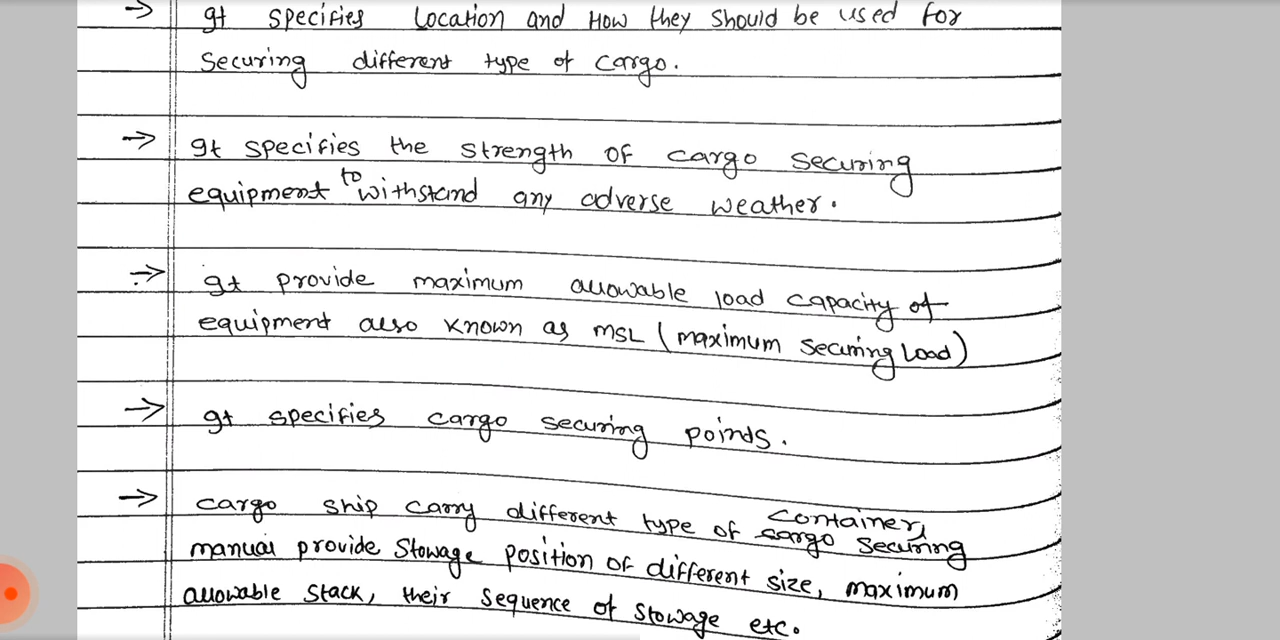 → It specifies Location and How they should be used for
securing different type of cargo.
→ It specifies the strength of cargo securing
equipment to withstand any adverse weather.
→ It provide maximum allowable load capacity of
equipment also known as MSL (maximum securing Load)
→ It specifies cargo securing points.
→ cargo ship carry different type of cargo container, securing
manual provide stowage position of different size, maximum
allowable stack, their sequence of stowage etc.